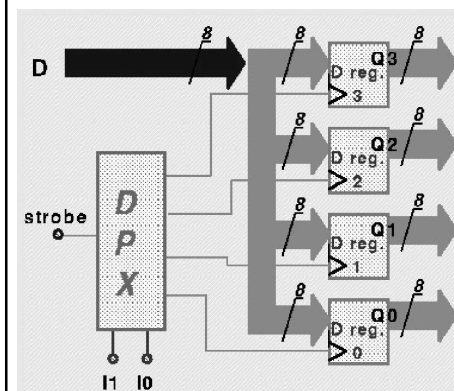 8 8 Q3 8
D D reg.
3
8 Q2 8
D reg.
2
D
P
X
strobe
8 Q1 8
D reg.
1
8 Q0 8
D reg.
0
I1 I0